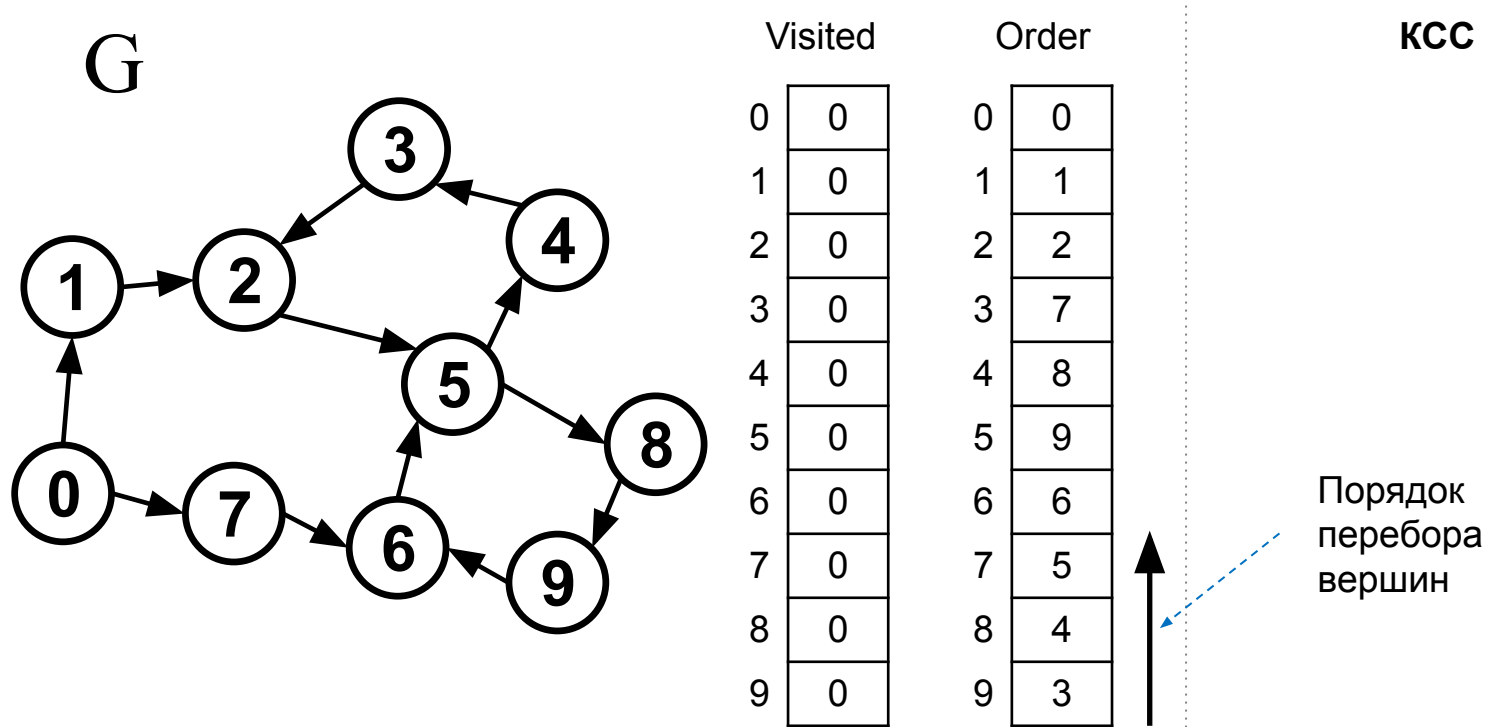 G
Visited Order КСС
3
4
1
2
5
8
0
7
6
9
0 0 0 0
1 0 1 1
2 0 2 2
3 0 3 7
4 0 4 8
5 0 5 9
6 0 6 6
7 0 7 5
8 0 8 4
9 0 9 3
Порядок
перебора
вершин